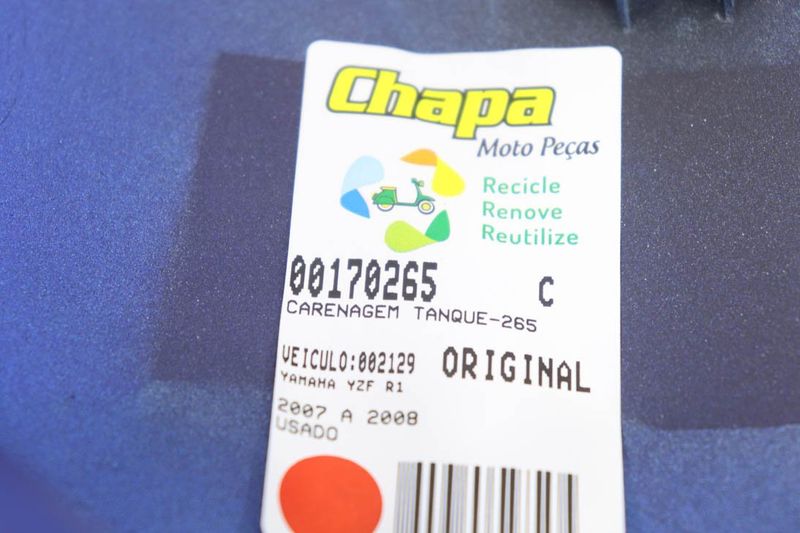 Chapa
Moto Peças
Recicle
Renove
Reutilize
00170265 C
CARENAGEM TANQUE-265
VEICULO:002129 ORIGINAL
YAMAHA YZF R1
2007 A 2008
USADO